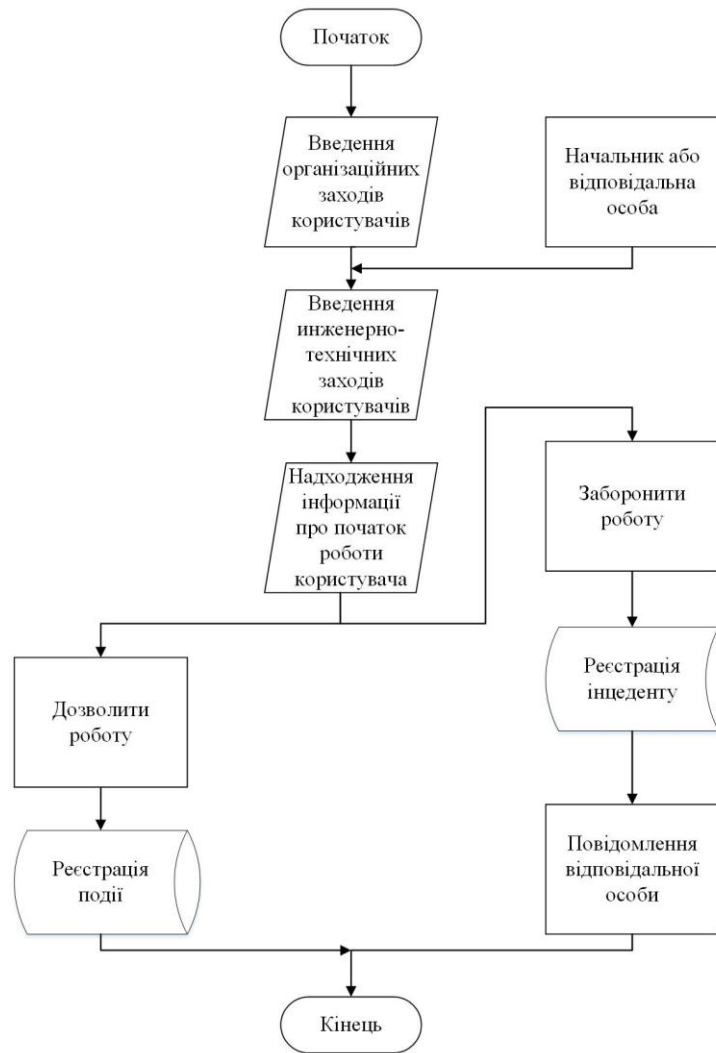 Початок
Введення
організаційних
заходів
користувачів
Начальник або
відповідальна
особа
Введення
инженерно-
технічних
заходів
користувачів
Надходження
інформації
про початок
роботи
користувача
Заборонити
роботу
Дозволити
роботу
Реєстрація
інцеденту
Реєстрація
події
Повідомлення
відповідальної
особи
Кінець